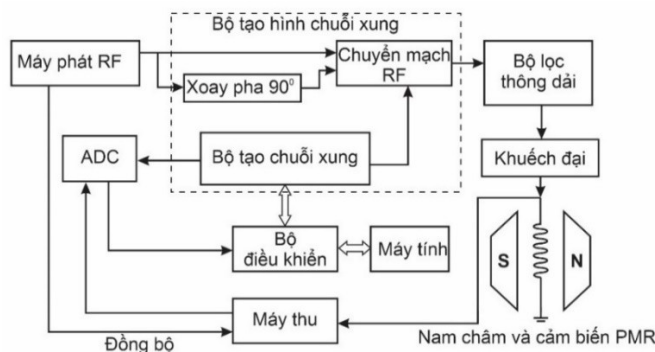 Bộ tạo hình chuỗi xung
Máy phát RF
Chuyển mạch
RF
Bộ lọc
thông dải
Xoay pha 90⁰
ADC
Bộ tạo chuỗi xung
Khuếch đại
Bộ
điều khiển
Máy tính
S
N
Máy thu
Đồng bộ
Nam châm và cảm biến PMR